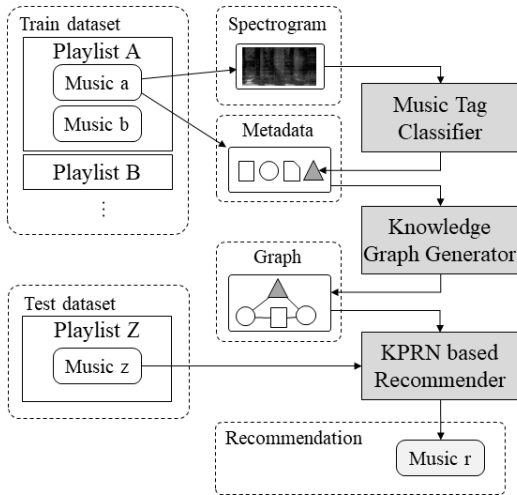 Train dataset
Playlist A
Music a
Music b
Playlist B
⋮
Spectrogram
Music Tag
Classifier
Metadata
Knowledge
Graph Generator
Graph
Test dataset
Playlist Z
Music z
KPRN based
Recommender
Recommendation
Music r